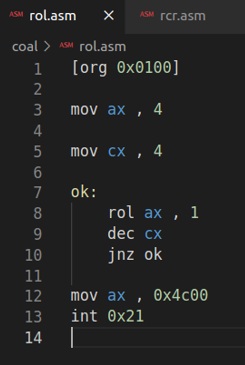 ASM rol.asm × ASM rcr.asm
coal > ASM rol.asm
1 [org 0x0100]
2
3 mov ax , 4
4
5 mov cx , 4
6
7 ok:
8 rol ax , 1
9 dec cx
10 jnz ok
11
12 mov ax , 0x4c00
13 int 0x21
14